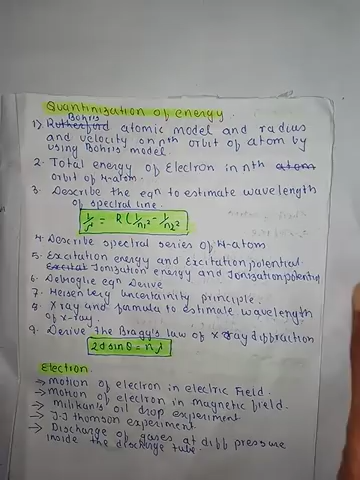 Quantinization of energy
1) Rutherford Bohr's atomic model and radius
and velocity on nth orbit of atom by
using Bohr's model.
2. Total energy of Electron in nth atom
orbit of H-atom.
3. Describe the eqn to estimate wavelength
of spectral line.
1/λ = R(1/n₁² - 1/n₂²
4. Describe spectral series of H-atom
5. Excitation energy and Excitation potential
Excitat Ionization energy and Ionization potential
6. Debroglie eqn Derive
7. Heisenberg uncertainity principle.
8. X ray and formula to estimate wavelength
of x-ray.
9. Derive the Bragg's law of x ray diffraction
2d sinθ = nλ
Electron.
→ motion of electron in electric field.
→ Motion of electron in magnetic field.
→ Milikan's oil drop experiment
→ J.J thomson experiment.
→ Discharge of gases at diff pressure
inside the discharge tube.